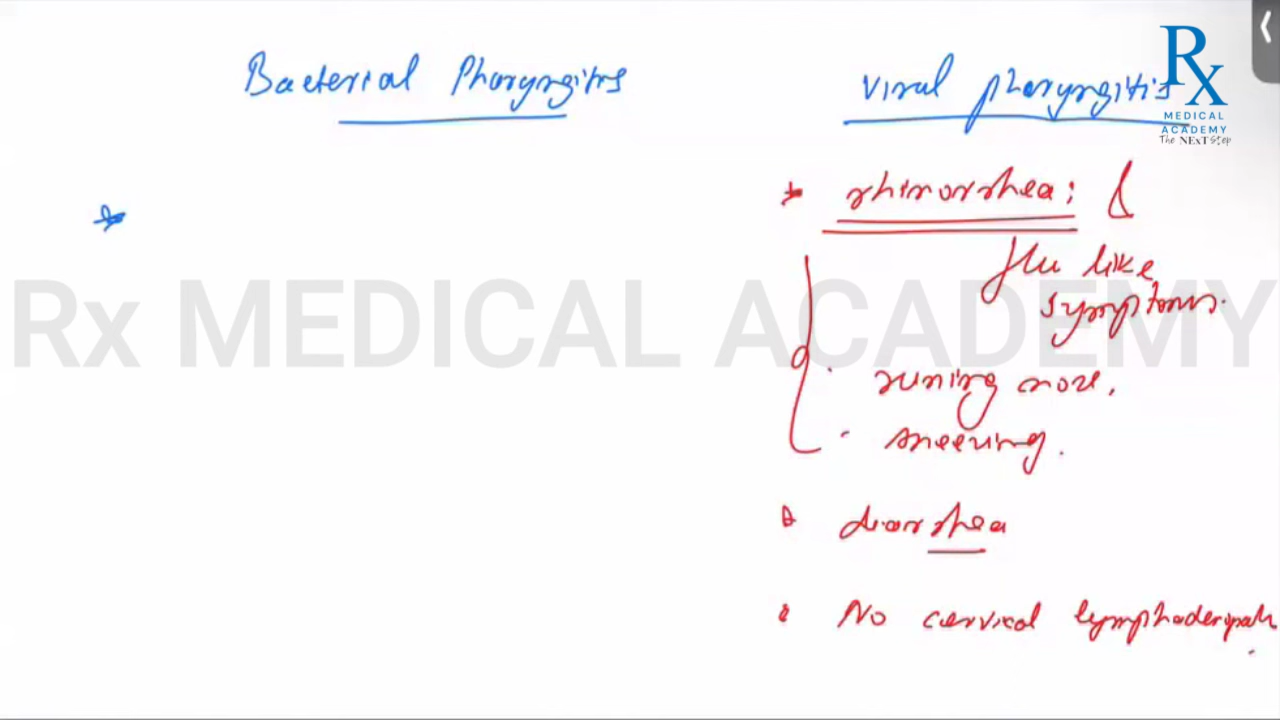 Bacterial Pharyngitis
Viral pharyngitis
Rx
MEDICAL
ACADEMY
The NExT Step
rhinorrhea; &
flu like
symptoms.
Rx MEDICAL ACADEMY
runing nose,
sneezing.
diarrhea
No cervical lymphadenopath